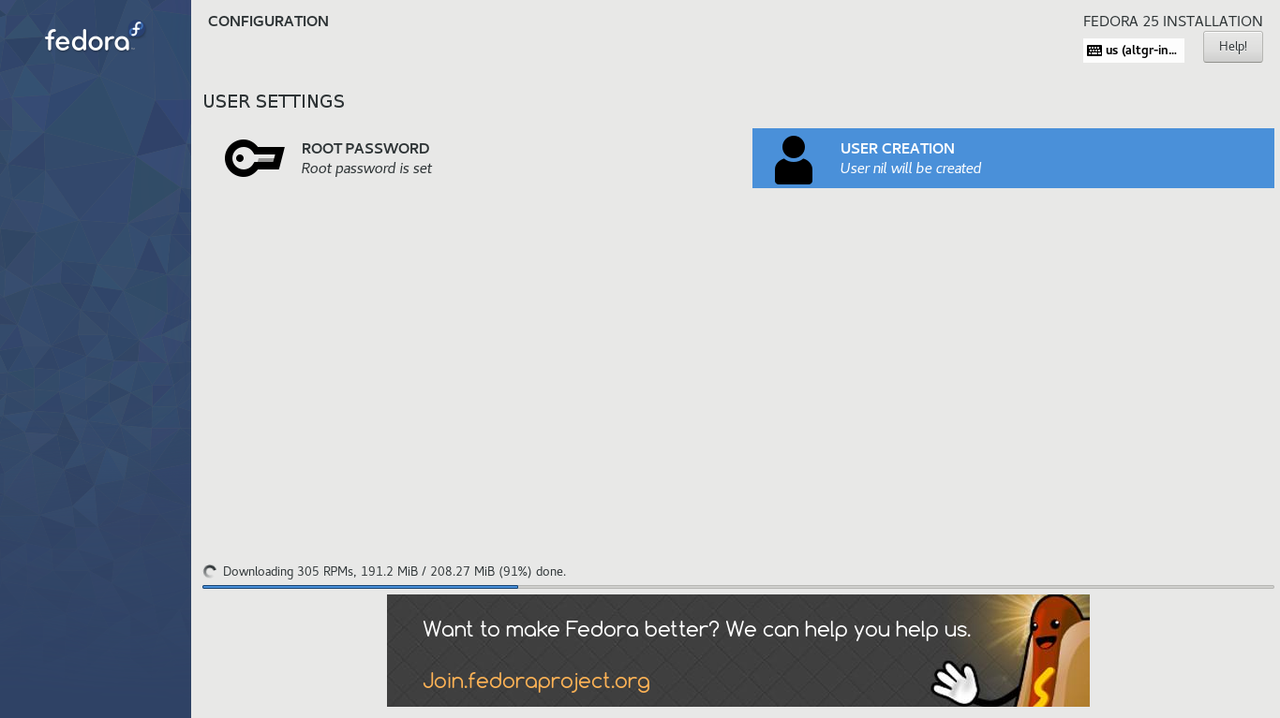 fedora
CONFIGURATION
FEDORA 25 INSTALLATION
us (altgr-in...
Help!
USER SETTINGS
ROOT PASSWORD
Root password is set
USER CREATION
User nil will be created
Downloading 305 RPMs, 191.2 MiB / 208.27 MiB (91%) done.
Want to make Fedora better? We can help you help us.
Join.fedoraproject.org